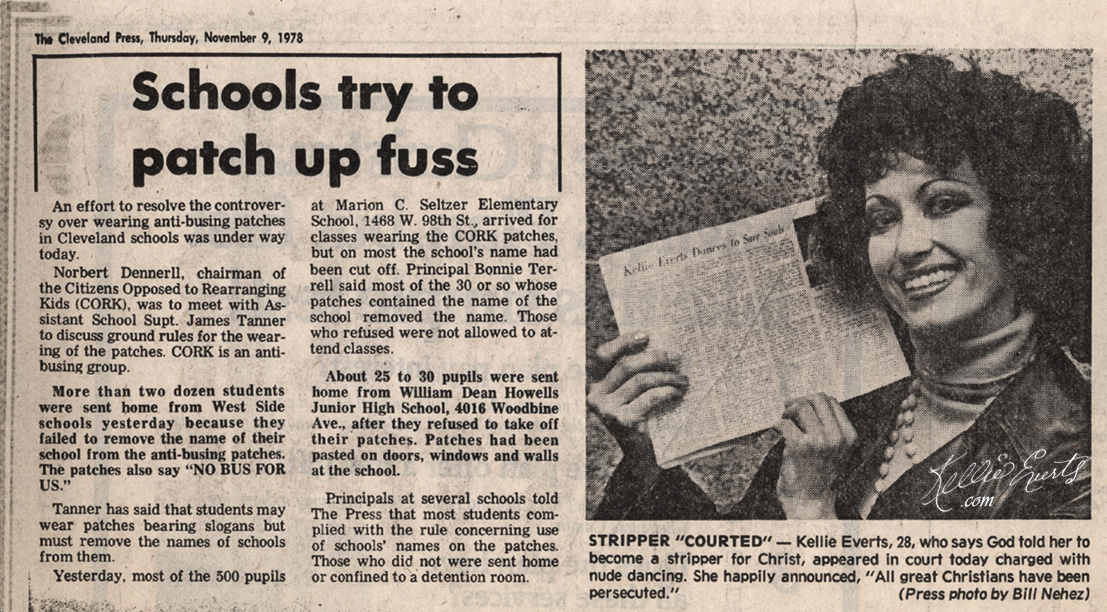 The Cleveland Press, Thursday, November 9, 1978
Schools try to
patch up fuss
An effort to resolve the controver-
sy over wearing anti-busing patches
in Cleveland schools was under way
today.
Norbert Dennerll, chairman of
the Citizens Opposed to Rearranging
Kids (CORK), was to meet with As-
sistant School Supt. James Tanner
to discuss ground rules for the wear-
ing of the patches. CORK is an anti-
busing group.
More than two dozen students
were sent home from West Side
schools yesterday because they
failed to remove the name of their
school from the anti-busing patches.
The patches also say “NO BUS FOR
US.”
Tanner has said that students may
wear patches bearing slogans but
must remove the names of schools
from them.
Yesterday, most of the 500 pupils
at Marion C. Seltzer Elementary
School, 1468 W. 98th St., arrived for
classes wearing the CORK patches,
but on most the school’s name had
been cut off. Principal Bonnie Ter-
rell said most of the 30 or so whose
patches contained the name of the
school removed the name. Those
who refused were not allowed to at-
tend classes.
About 25 to 30 pupils were sent
home from William Dean Howells
Junior High School, 4016 Woodbine
Ave., after they refused to take off
their patches. Patches had been
pasted on doors, windows and walls
at the school.
Principals at several schools told
The Press that most students com-
plied with the rule concerning use
of schools’ names on the patches.
Those who did not were sent home
or confined to a detention room.
Kellie Everts Dances to Save Souls
Kellie Everts
.com
STRIPPER "COURTED" — Kellie Everts, 28, who says God told her to
become a stripper for Christ, appeared in court today charged with
nude dancing. She happily announced, "All great Christians have been
persecuted."
(Press photo by Bill Nehez)